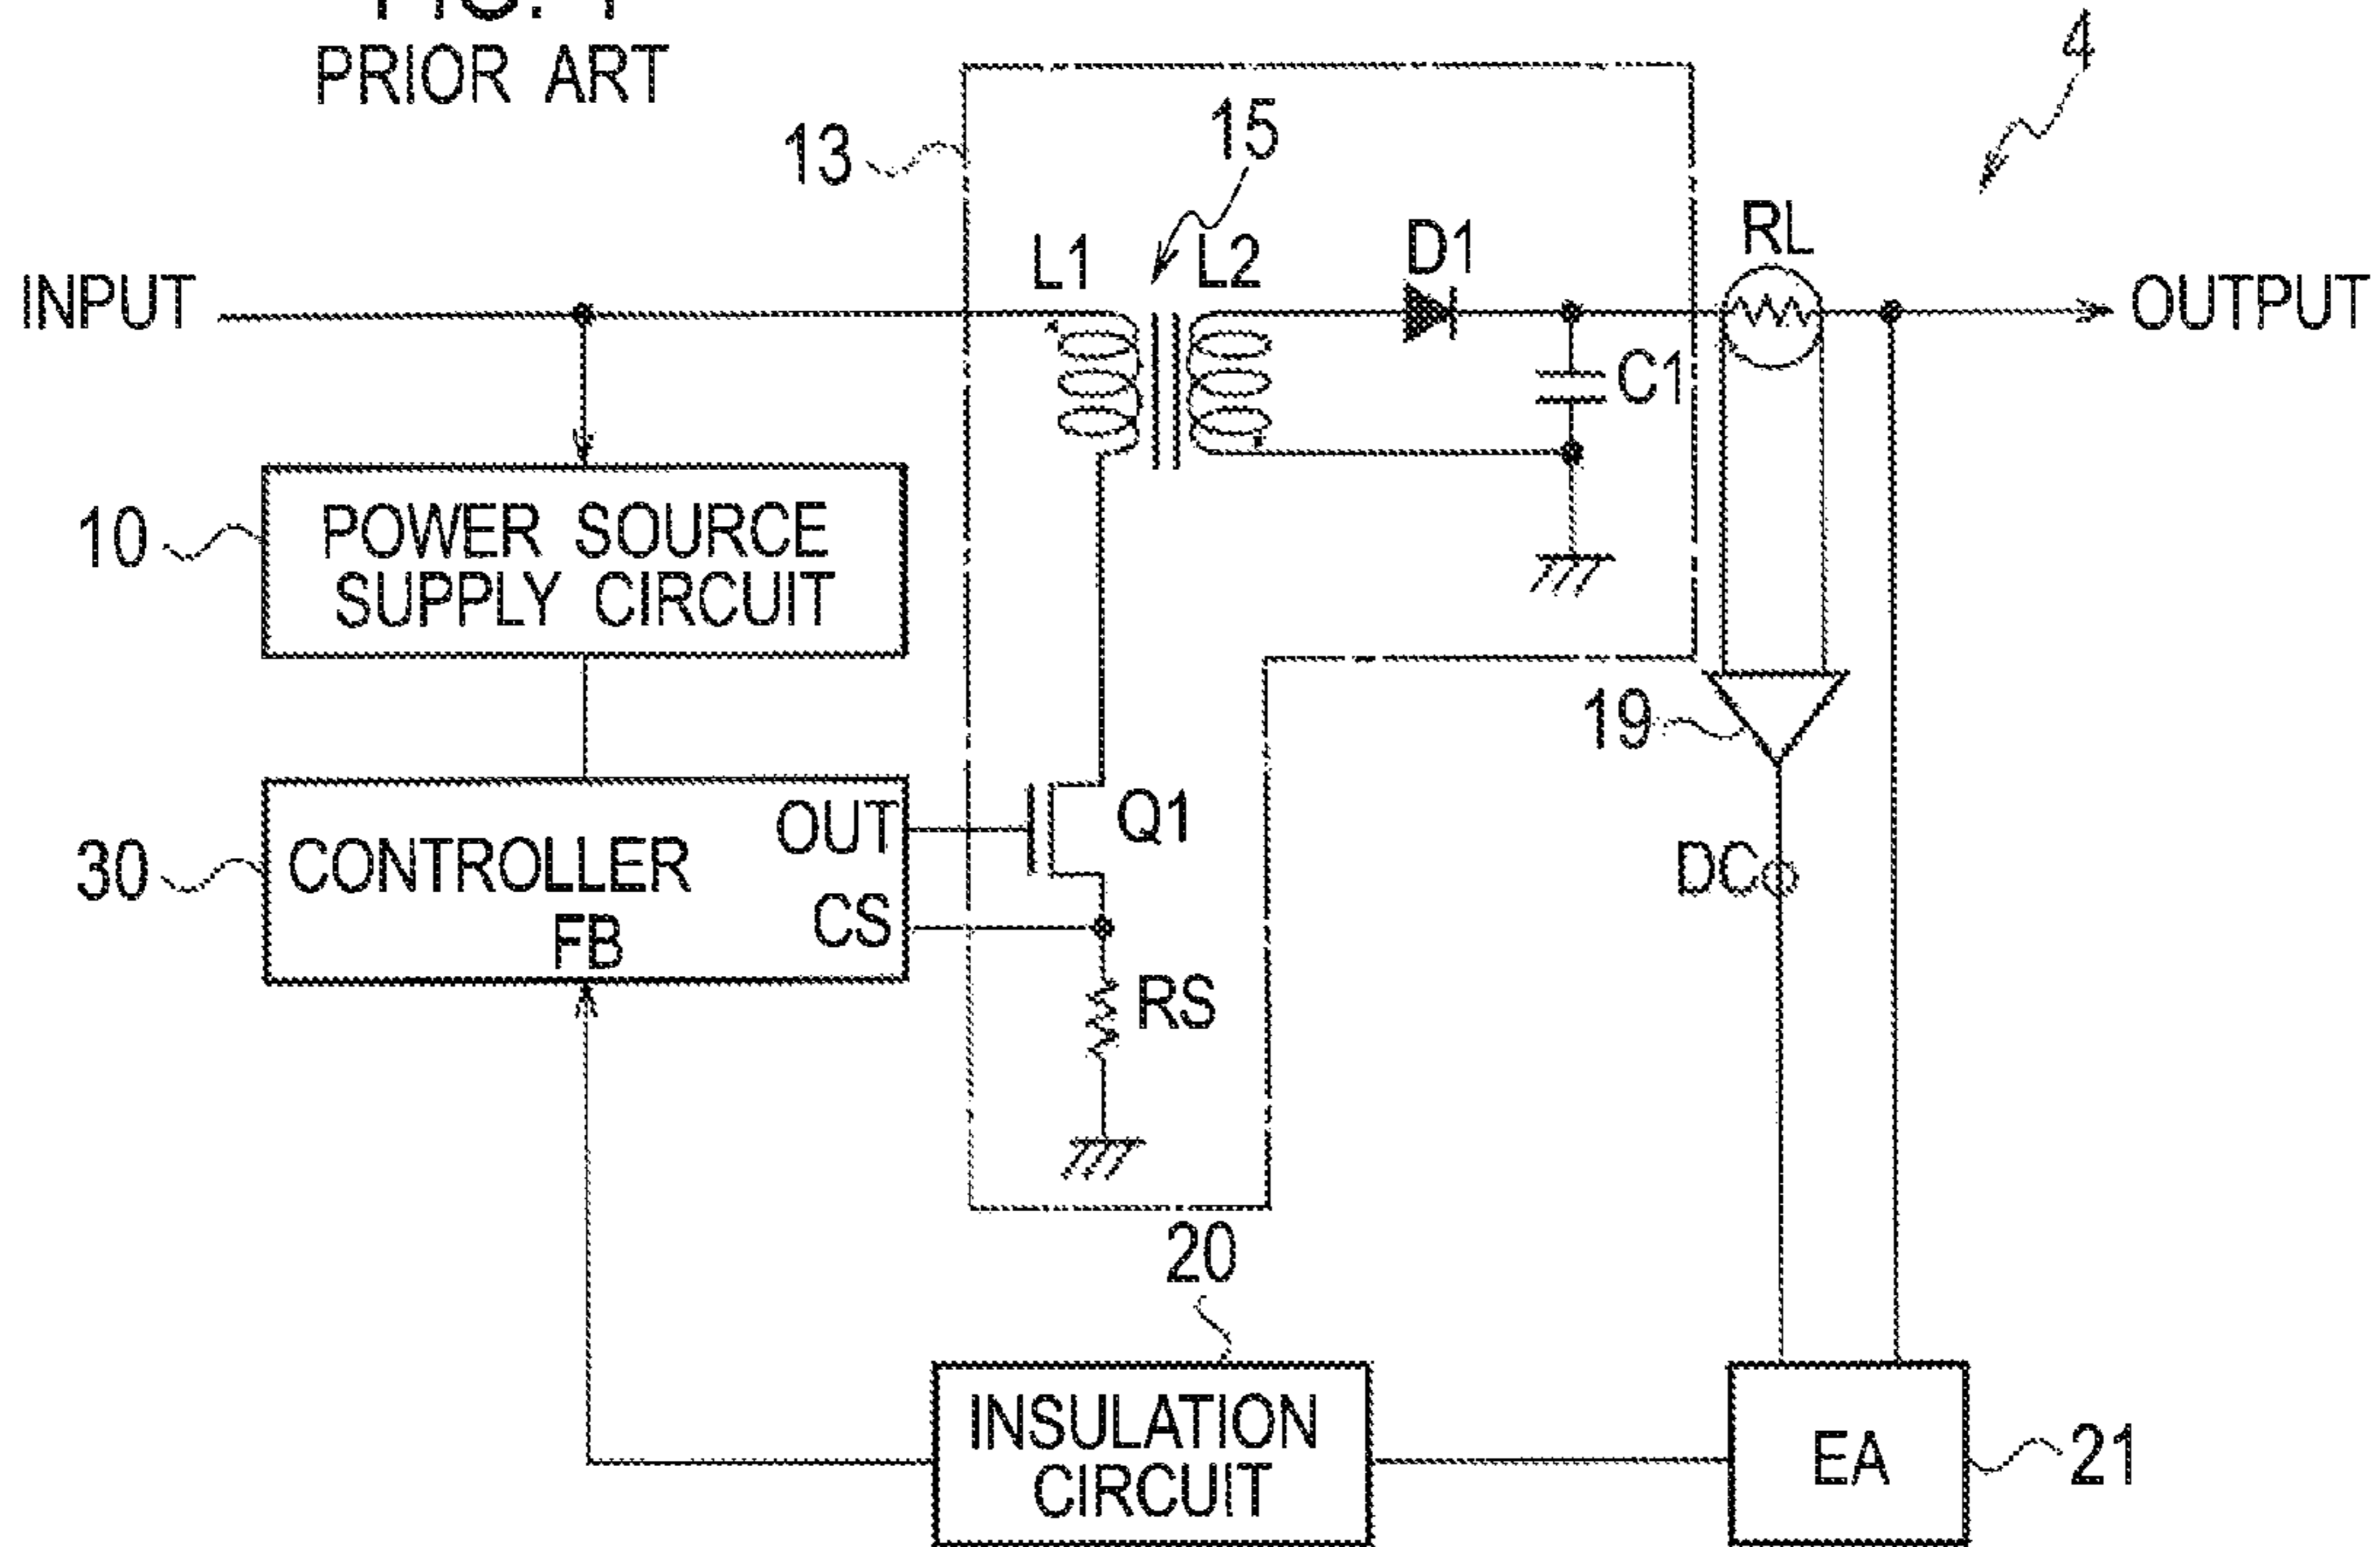 PRIOR ART
4
13
15
L1
L2
D1
RL
INPUT
OUTPUT
C1
10
POWER SOURCE
SUPPLY CIRCUIT
19
30
CONTROLLER
OUT
Q1
DC
CS
FB
RS
20
INSULATION
CIRCUIT
EA
21